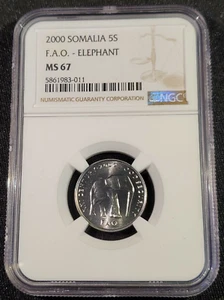 2000 SOMALIA 5S
F.A.O. - ELEPHANT
MS 67
5861983-011
NUMISMATIC GUARANTY CORPORATION
NGC
F.A.O.